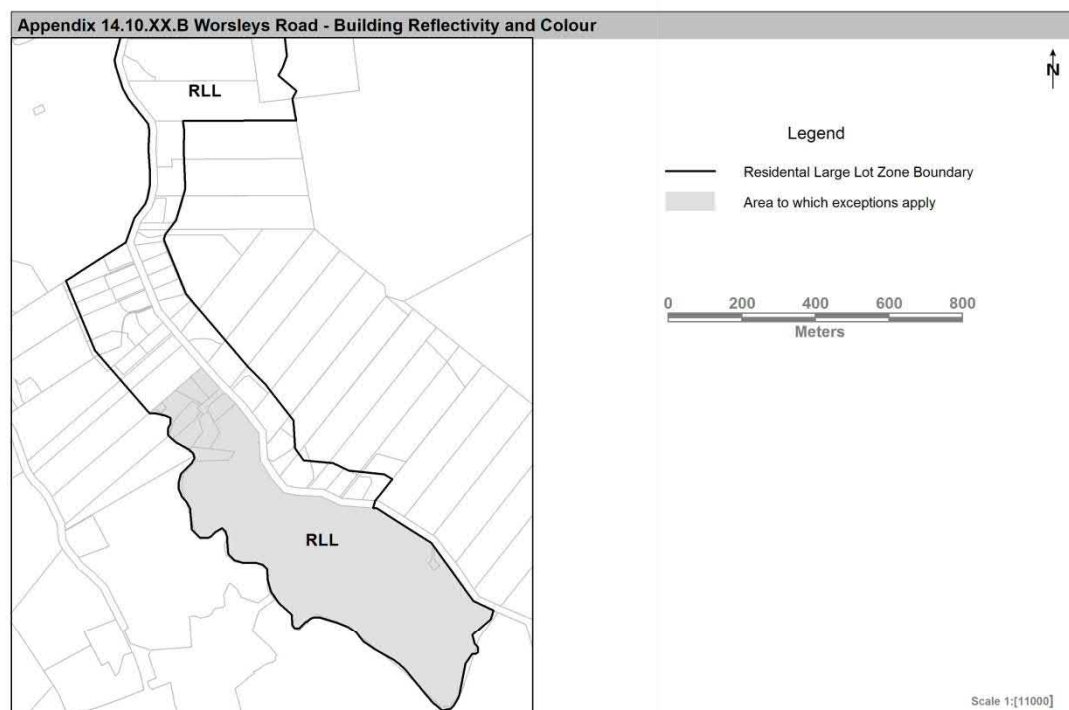 Appendix 14.10.XX.B Worsleys Road - Building Reflectivity and Colour
RLL
N
Legend
Residental Large Lot Zone Boundary
Area to which exceptions apply
0 200 400 600 800
Meters
RLL
Scale 1:[11000]